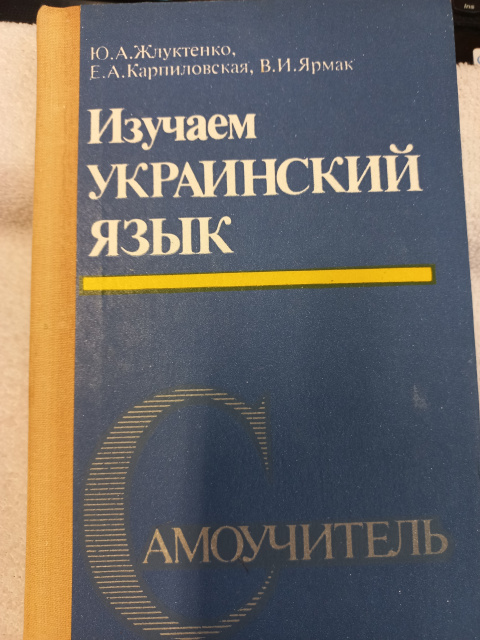 Ю.А.Жлуктенко,
Е.А.Карпиловская, В.И.Ярмак
Изучаем
УКРАИНСКИЙ
ЯЗЫК
САМОУЧИТЕЛЬ